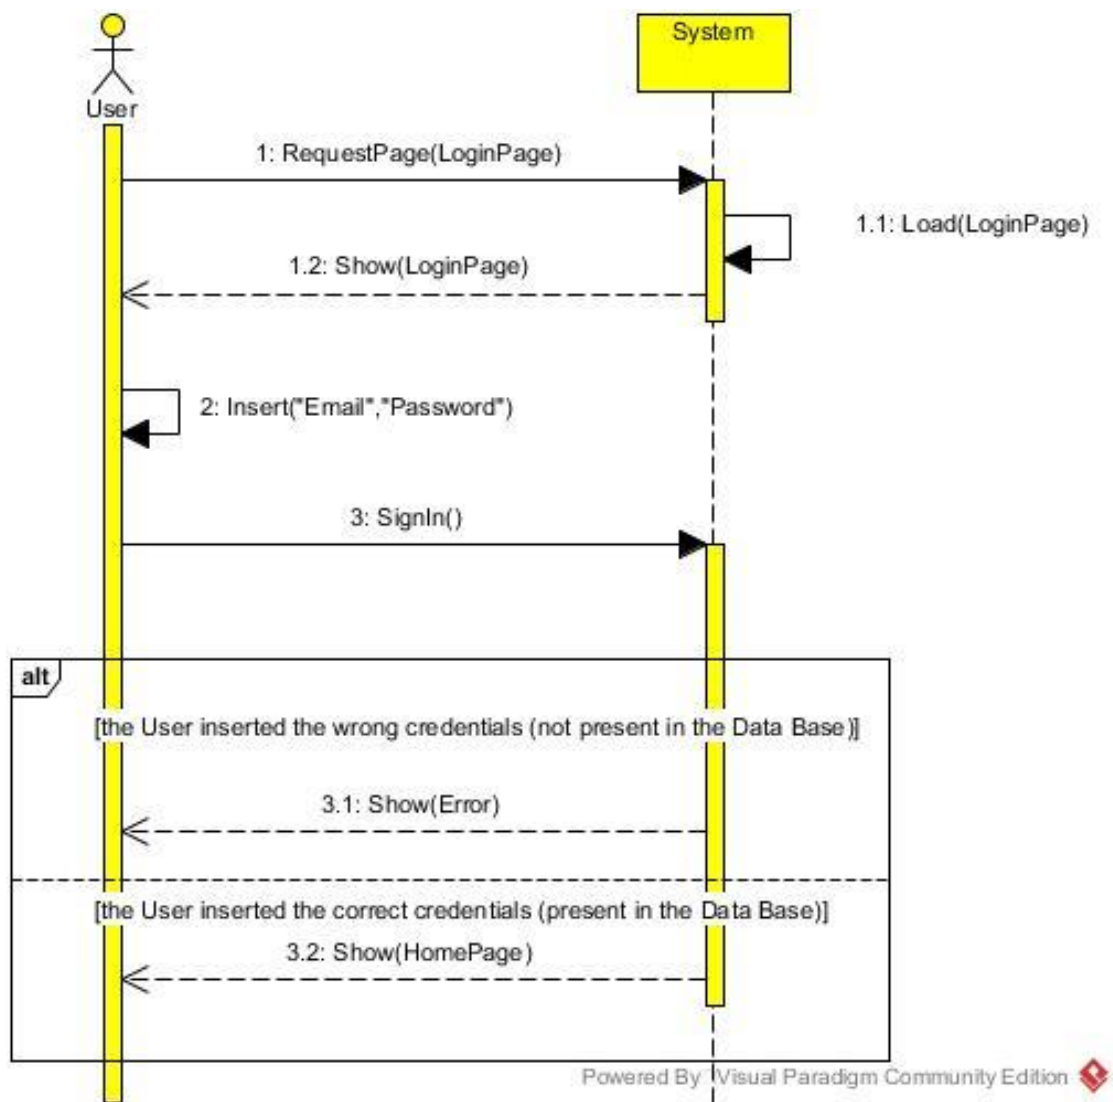 System
User
1: RequestPage(LoginPage)
1.1: Load(LoginPage)
1.2: Show(LoginPage)
2: Insert("Email","Password")
3: SignIn()
alt
[the User inserted the wrong credentials (not present in the Data Base)]
3.1: Show(Error)
[the User inserted the correct credentials (present in the Data Base)]
3.2: Show(HomePage)
Powered By Visual Paradigm Community Edition